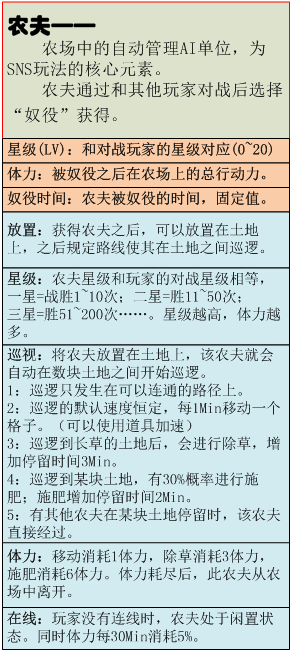 农夫——
农场中的自动管理AI单位，为
SNS玩法的核心元素。
农夫通过和其他玩家对战后选择
“奴役”获得。
星级(LV)：和对战玩家的星级对应(0~20)
体力：被奴役之后在农场上的总行动力。
奴役时间：农夫被奴役的时间，固定值。
放置：获得农夫之后，可以放置在土地
上，之后规定路线使其在土地之间巡逻。
星级：农夫星级和玩家的对战星级相等，
一星=战胜1~10次；二星=胜11~50次；
三星=胜51~200次……。星级越高，体力越
多。
巡视：将农夫放置在土地上，该农夫就会
自动在数块土地之间开始巡逻。
1：巡逻只发生在可以连通的路径上。
2：巡逻的默认速度恒定，每1Min移动一个
格子。（可以使用道具加速）
3：巡逻到长草的土地后，会进行除草，增
加停留时间3Min。
4：巡逻到某块土地，有30%概率进行施
肥；施肥增加停留时间2Min。
5：有其他农夫在某块土地停留时，该农夫
直接经过。
体力：移动消耗1体力，除草消耗3体力，
施肥消耗6体力。体力耗尽后，此农夫从农
场中离开。
在线：玩家没有连线时，农夫处于闲置状
态。同时体力每30Min消耗5%。